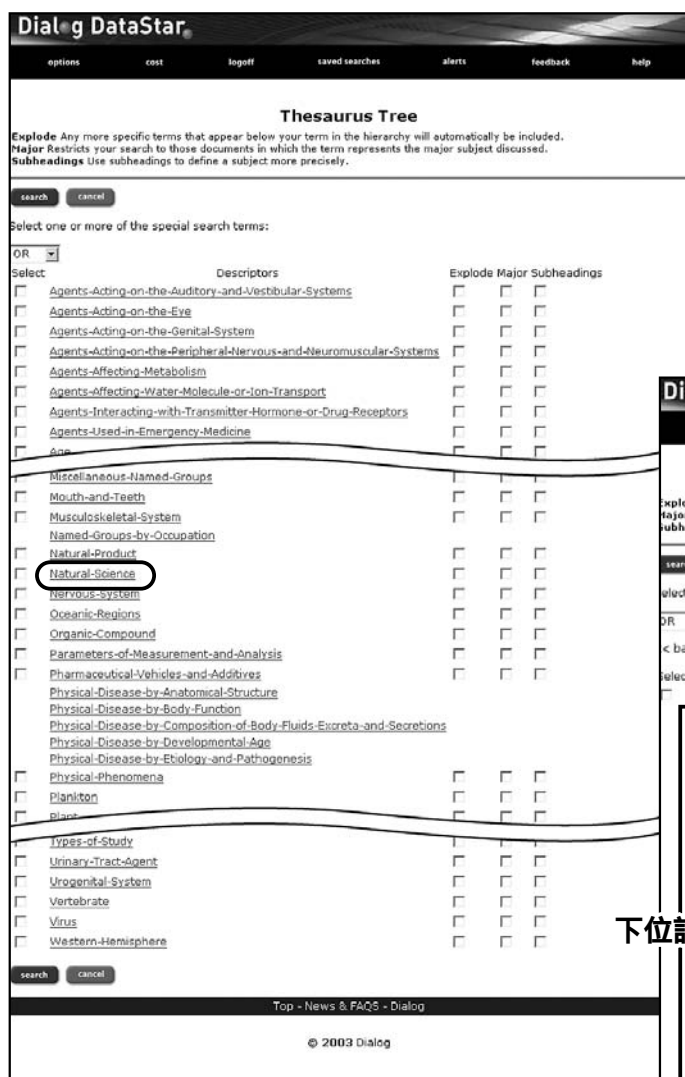 Dialog DataStar
options cost logoff saved searches alerts feedback help
Thesaurus Tree
Explode Any more specific terms that appear below your term in the hierarchy will automatically be included.
Major Restricts your search to those documents in which the term represents the major subject discussed.
Subheadings Use subheadings to define a subject more precisely.
search cancel
Select one or more of the special search terms:
OR
Select Descriptors Explode Major Subheadings
Agents-Acting-on-the-Auditory-and-Vestibular-Systems
Agents-Acting-on-the-Eye
Agents-Acting-on-the-Genital-System
Agents-Acting-on-the-Peripheral-Nervous-and-Neuromuscular-Systems
Agents-Affecting-Metabolism
Agents-Affecting-Water-Molecule-or-Ion-Transport
Agents-Interacting-with-Transmitter-Hormone-or-Drug-Receptors
Agents-Used-in-Emergency-Medicine
Age
Miscellaneous-Named-Groups
Mouth-and-Teeth
Musculoskeletal-System
Named-Groups-by-Occupation
Natural-Product
Natural-Science
Nervous-System
Oceanic-Regions
Organic-Compound
Parameters-of-Measurement-and-Analysis
Pharmaceutical-Vehicles-and-Additives
Physical-Disease-by-Anatomical-Structure
Physical-Disease-by-Body-Function
Physical-Disease-by-Composition-of-Body-Fluids-Excreta-and-Secretions
Physical-Disease-by-Developmental-Age
Physical-Disease-by-Etiology-and-Pathogenesis
Physical-Phenomena
Plankton
Plant
Types-of-Study
Urinary-Tract-Agent
Urogenital-System
Vertebrate
Virus
Western-Hemisphere
search cancel
Top - News & FAQS - Dialog
© 2003 Dialog
Di
OR
下位